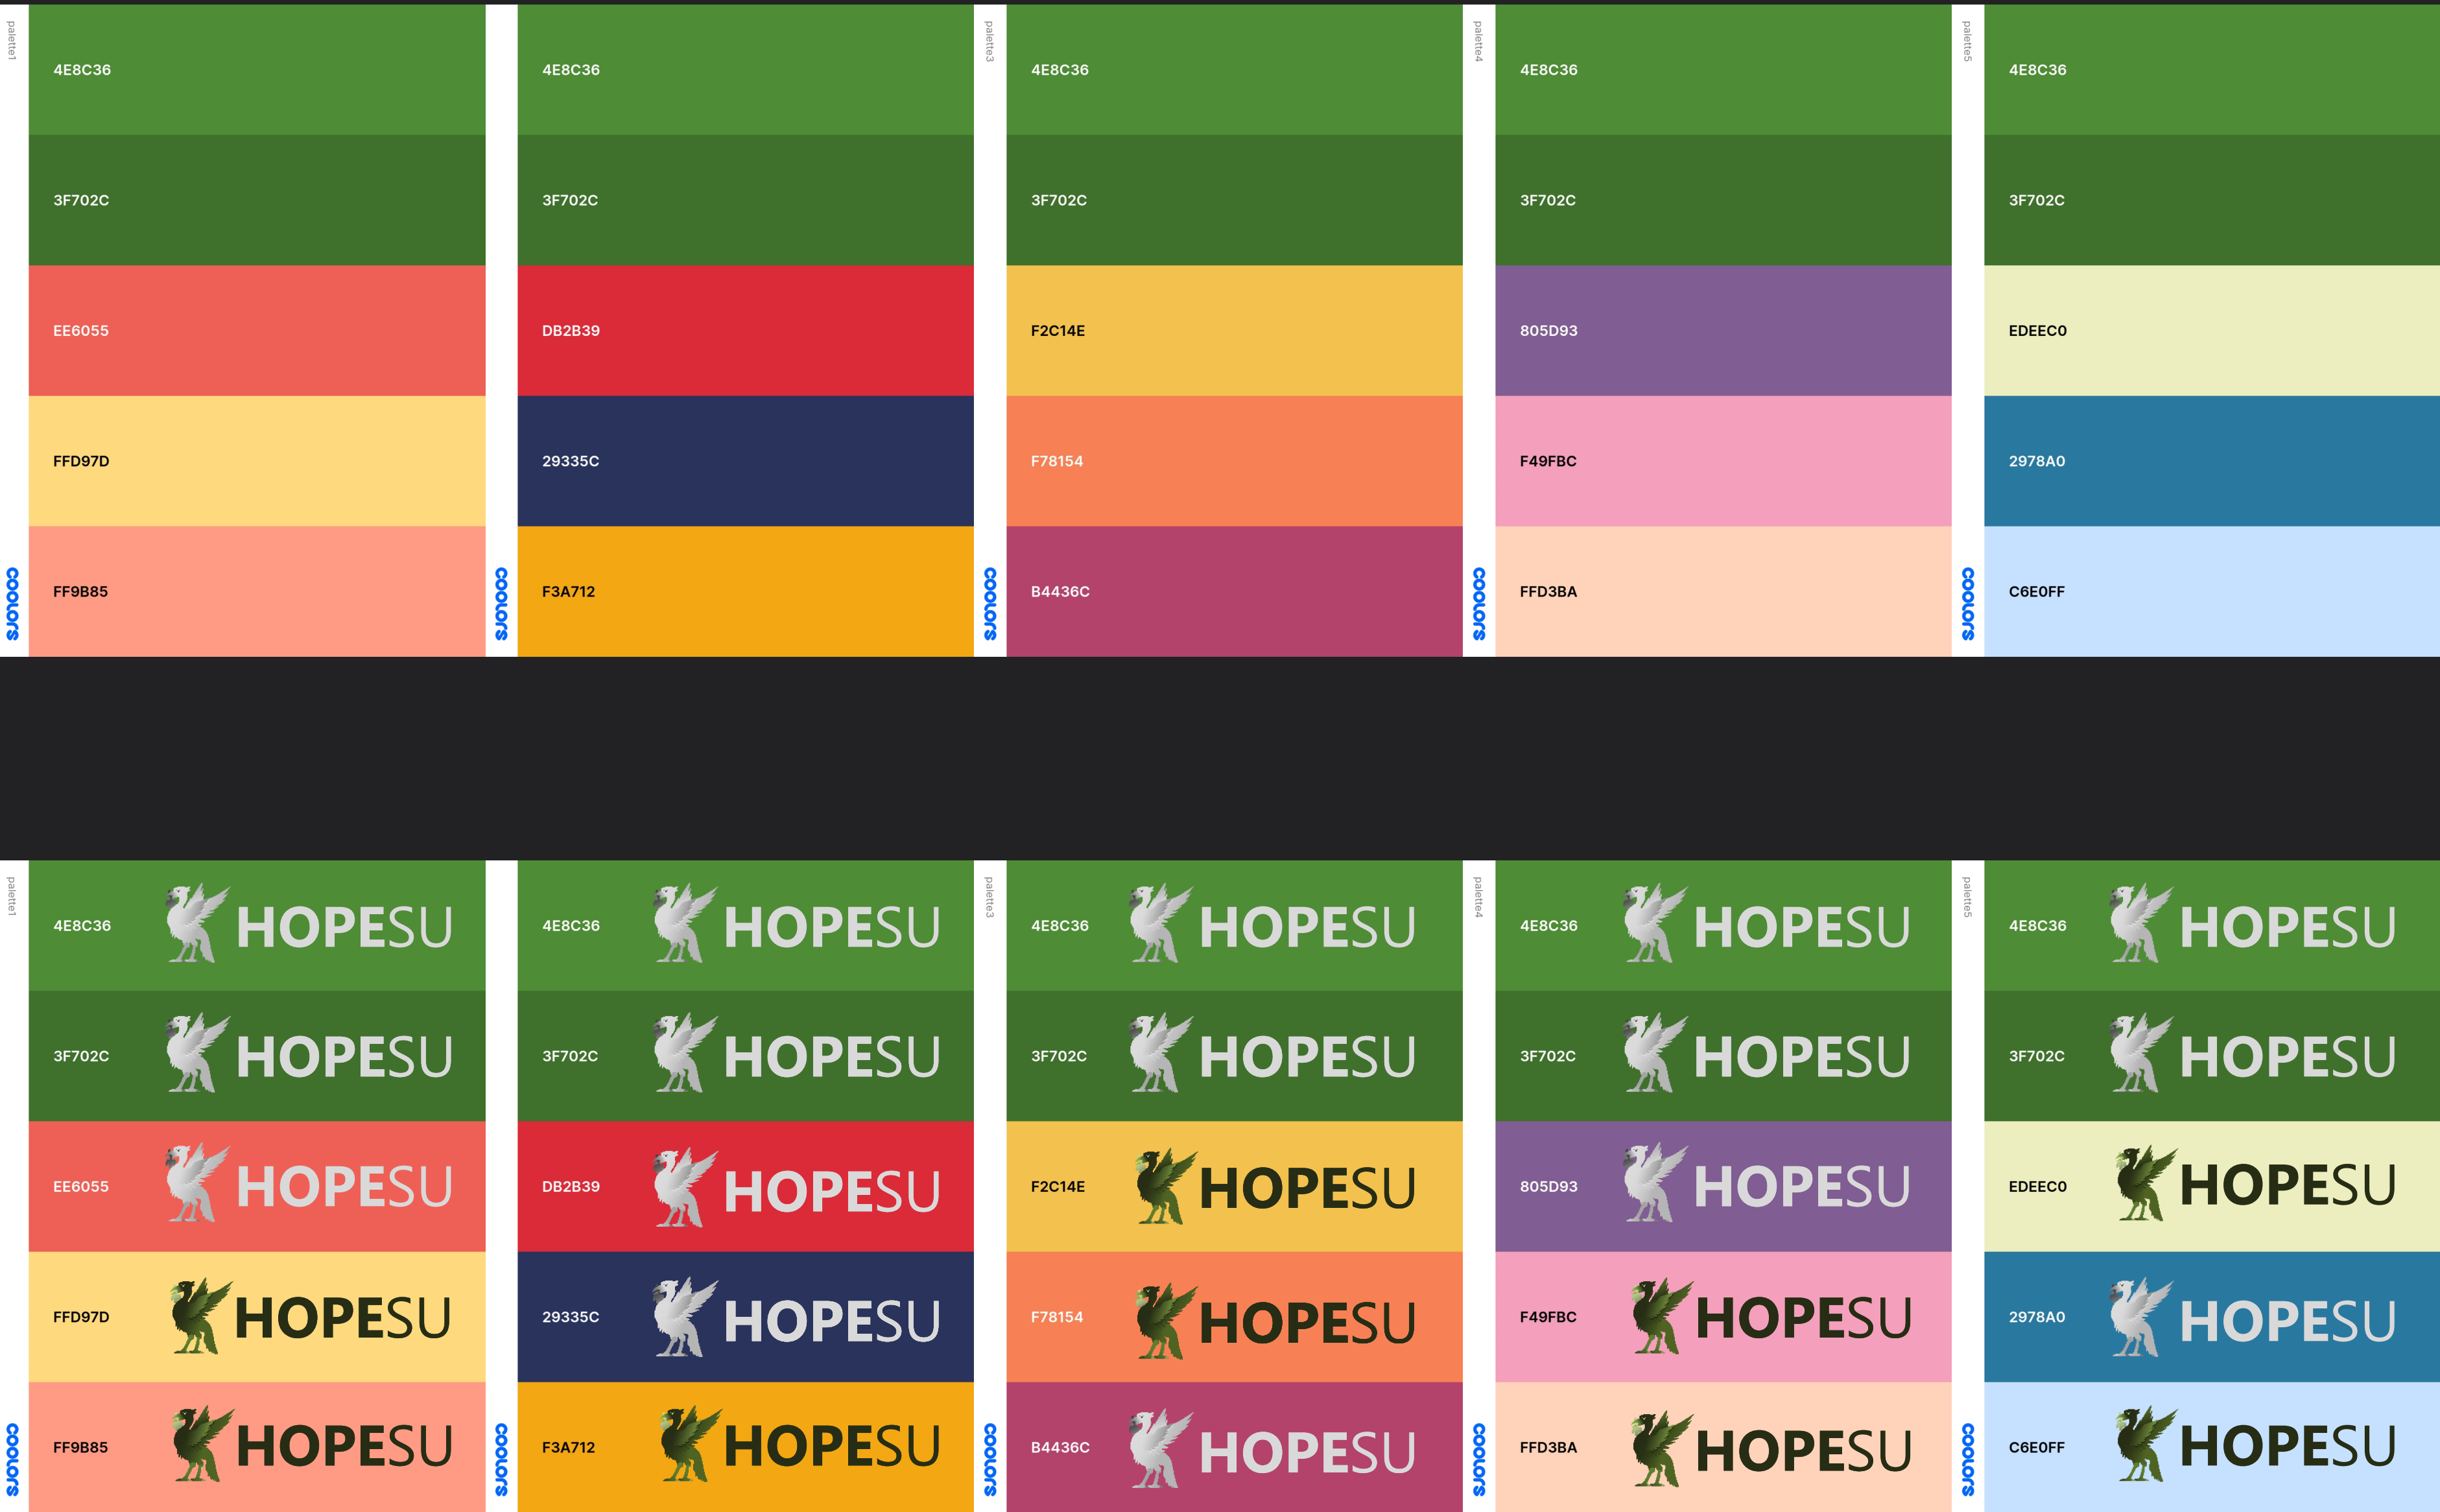 palette1
4E8C36
3F702C
EE6055
FFD97D
FF9B85
coolors
4E8C36
3F702C
DB2B39
29335C
F3A712
coolors
palette3
4E8C36
3F702C
F2C14E
F78154
B4436C
coolors
palette4
4E8C36
3F702C
805D93
F49FBC
FFD3BA
coolors
palette5
4E8C36
3F702C
EDEEC0
2978A0
C6E0FF
palette1
4E8C36 HOPESU
3F702C HOPESU
EE6055 HOPESU
FFD97D HOPESU
FF9B85 HOPESU
coolors
4E8C36 HOPESU
3F702C HOPESU
DB2B39 HOPESU
29335C HOPESU
F3A712 HOPESU
coolors
palette3
4E8C36 HOPESU
3F702C HOPESU
F2C14E HOPESU
F78154 HOPESU
B4436C HOPESU
coolors
palette4
4E8C36 HOPESU
3F702C HOPESU
805D93 HOPESU
F49FBC HOPESU
FFD3BA HOPESU
coolors
palette5
4E8C36 HOPESU
3F702C HOPESU
EDEEC0 HOPESU
2978A0 HOPESU
C6E0FF HOPESU
coolors
coolors